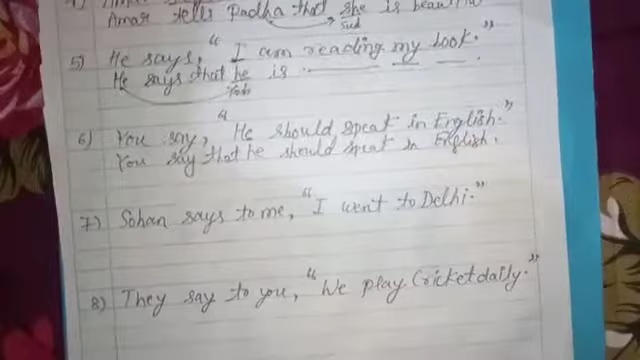 Amar tells Radha that she is
Sub
5) He says, "I am reading my book."
He says that he is
Sub
6) You say, "He should speak in English."
You say that he should speak in English.
7) Sohan says to me, "I went to Delhi."
8) They say to you, "We play Cricket daily."